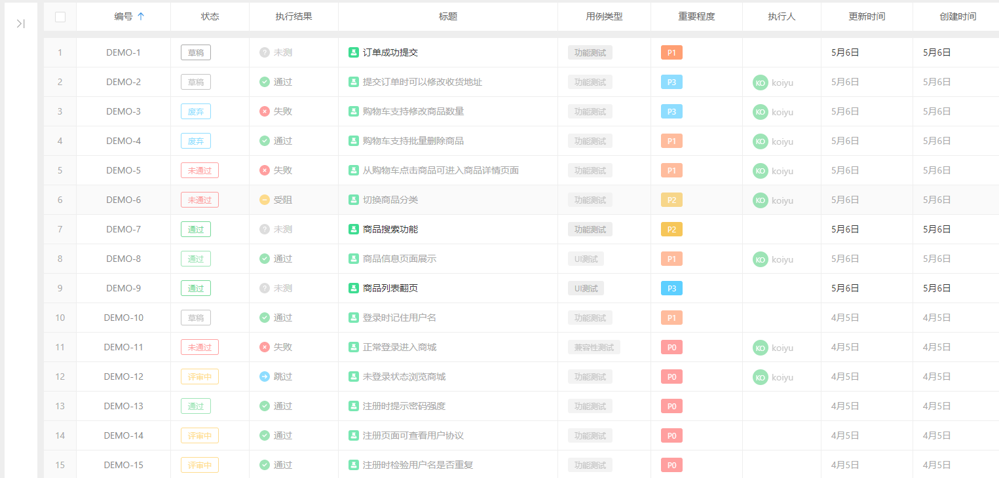 编号 状态 执行结果 标题 用例类型 重要程度 执行人 更新时间 创建时间
1 DEMO-1 草稿 未测 订单成功提交 功能测试 P1 5月6日 5月6日
2 DEMO-2 草稿 通过 提交订单时可以修改收货地址 功能测试 P3 KO koiyu 5月6日 5月6日
3 DEMO-3 废弃 失败 购物车支持修改商品数量 功能测试 P3 KO koiyu 5月6日 5月6日
4 DEMO-4 废弃 通过 购物车支持批量删除商品 功能测试 P1 KO koiyu 5月6日 5月6日
5 DEMO-5 未通过 失败 从购物车点击商品可进入商品详情页面 功能测试 P1 KO koiyu 5月6日 5月6日
6 DEMO-6 未通过 受阻 切换商品分类 功能测试 P2 KO koiyu 5月6日 5月6日
7 DEMO-7 通过 未测 商品搜索功能 功能测试 P2 5月6日 5月6日
8 DEMO-8 通过 通过 商品信息页面展示 UI测试 P1 KO koiyu 5月6日 5月6日
9 DEMO-9 通过 未测 商品列表翻页 UI测试 P3 5月6日 5月6日
10 DEMO-10 草稿 通过 登录时记住用户名 功能测试 P1 4月5日 4月5日
11 DEMO-11 未通过 失败 正常登录进入商城 兼容性测试 P0 KO koiyu 4月5日 4月5日
12 DEMO-12 评审中 跳过 未登录状态浏览商城 功能测试 P0 KO koiyu 4月5日 4月5日
13 DEMO-13 通过 通过 注册时提示密码强度 功能测试 P0 4月5日 4月5日
14 DEMO-14 评审中 通过 注册页面可查看用户协议 功能测试 P0 4月5日 4月5日
15 DEMO-15 评审中 通过 注册时检验用户名是否重复 功能测试 P0 4月5日 4月5日